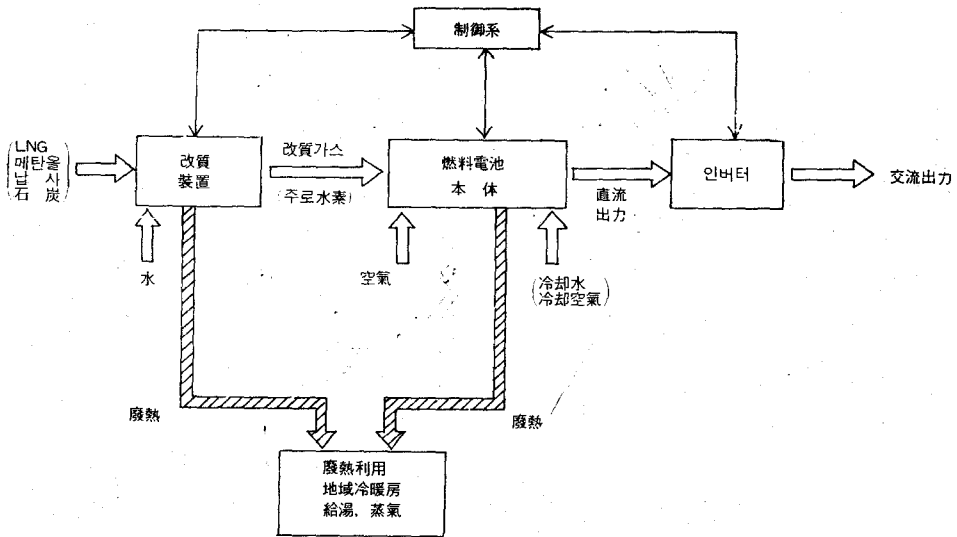 制御系
LNG
메탄올
납 사
石 炭
改質
裝置
改質가스
(주로水素)
燃料電池
本 体
直流
出力
인버터
交流出力
水
空氣
冷却水
冷却空氣
廢熱
廢熱
廢熱利用
地域冷暖房
給湯, 蒸氣